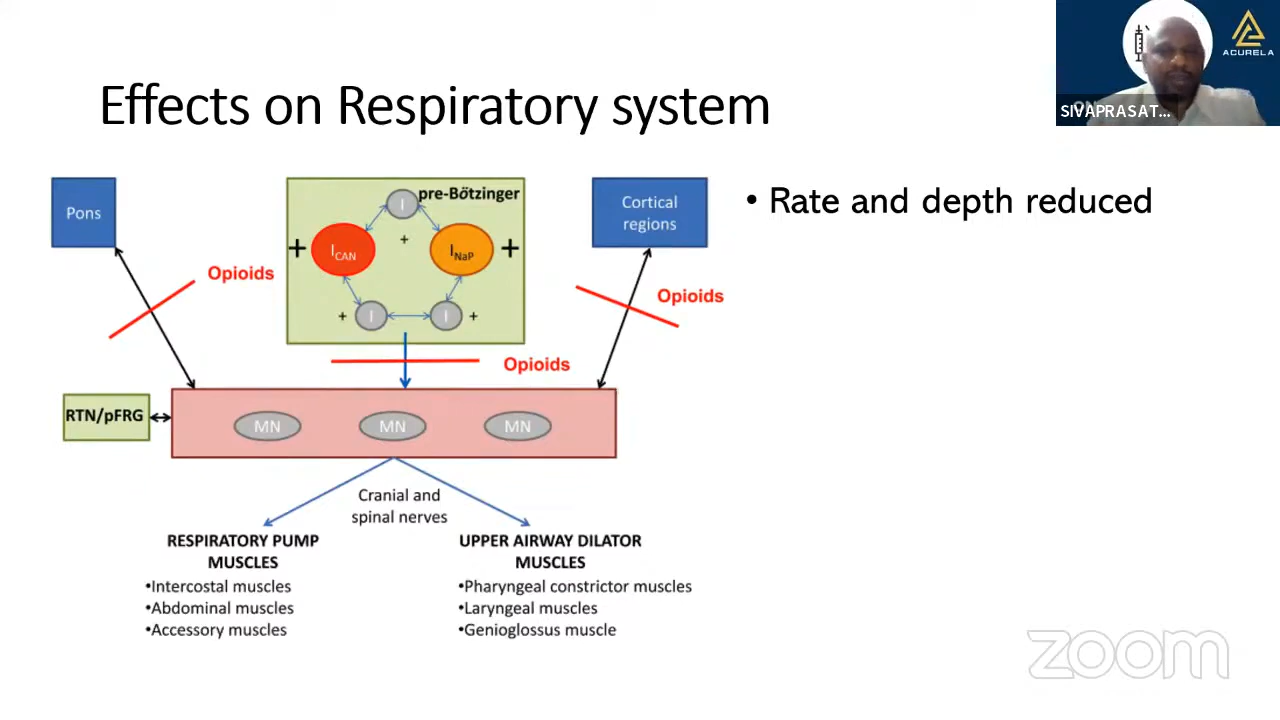 ACURELA
SIVAPRASAT...
Effects on Respiratory system
Pons
pre-Bötzinger
I
+
I_CAN
+
I_NaP
+
+
I
I
+
Cortical
regions
Opioids
Opioids
Opioids
• Rate and depth reduced
RTN/pFRG
MN
MN
MN
Cranial and
spinal nerves
RESPIRATORY PUMP
MUSCLES
•Intercostal muscles
•Abdominal muscles
•Accessory muscles
UPPER AIRWAY DILATOR
MUSCLES
•Pharyngeal constrictor muscles
•Laryngeal muscles
•Genioglossus muscle
zoom